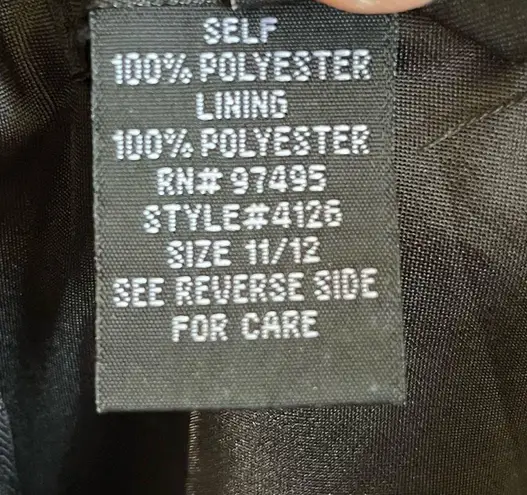 SELF
100% POLYESTER
LINING
100% POLYESTER
RN# 97495
STYLE#4126
SIZE 11/12
SEE REVERSE SIDE
FOR CARE